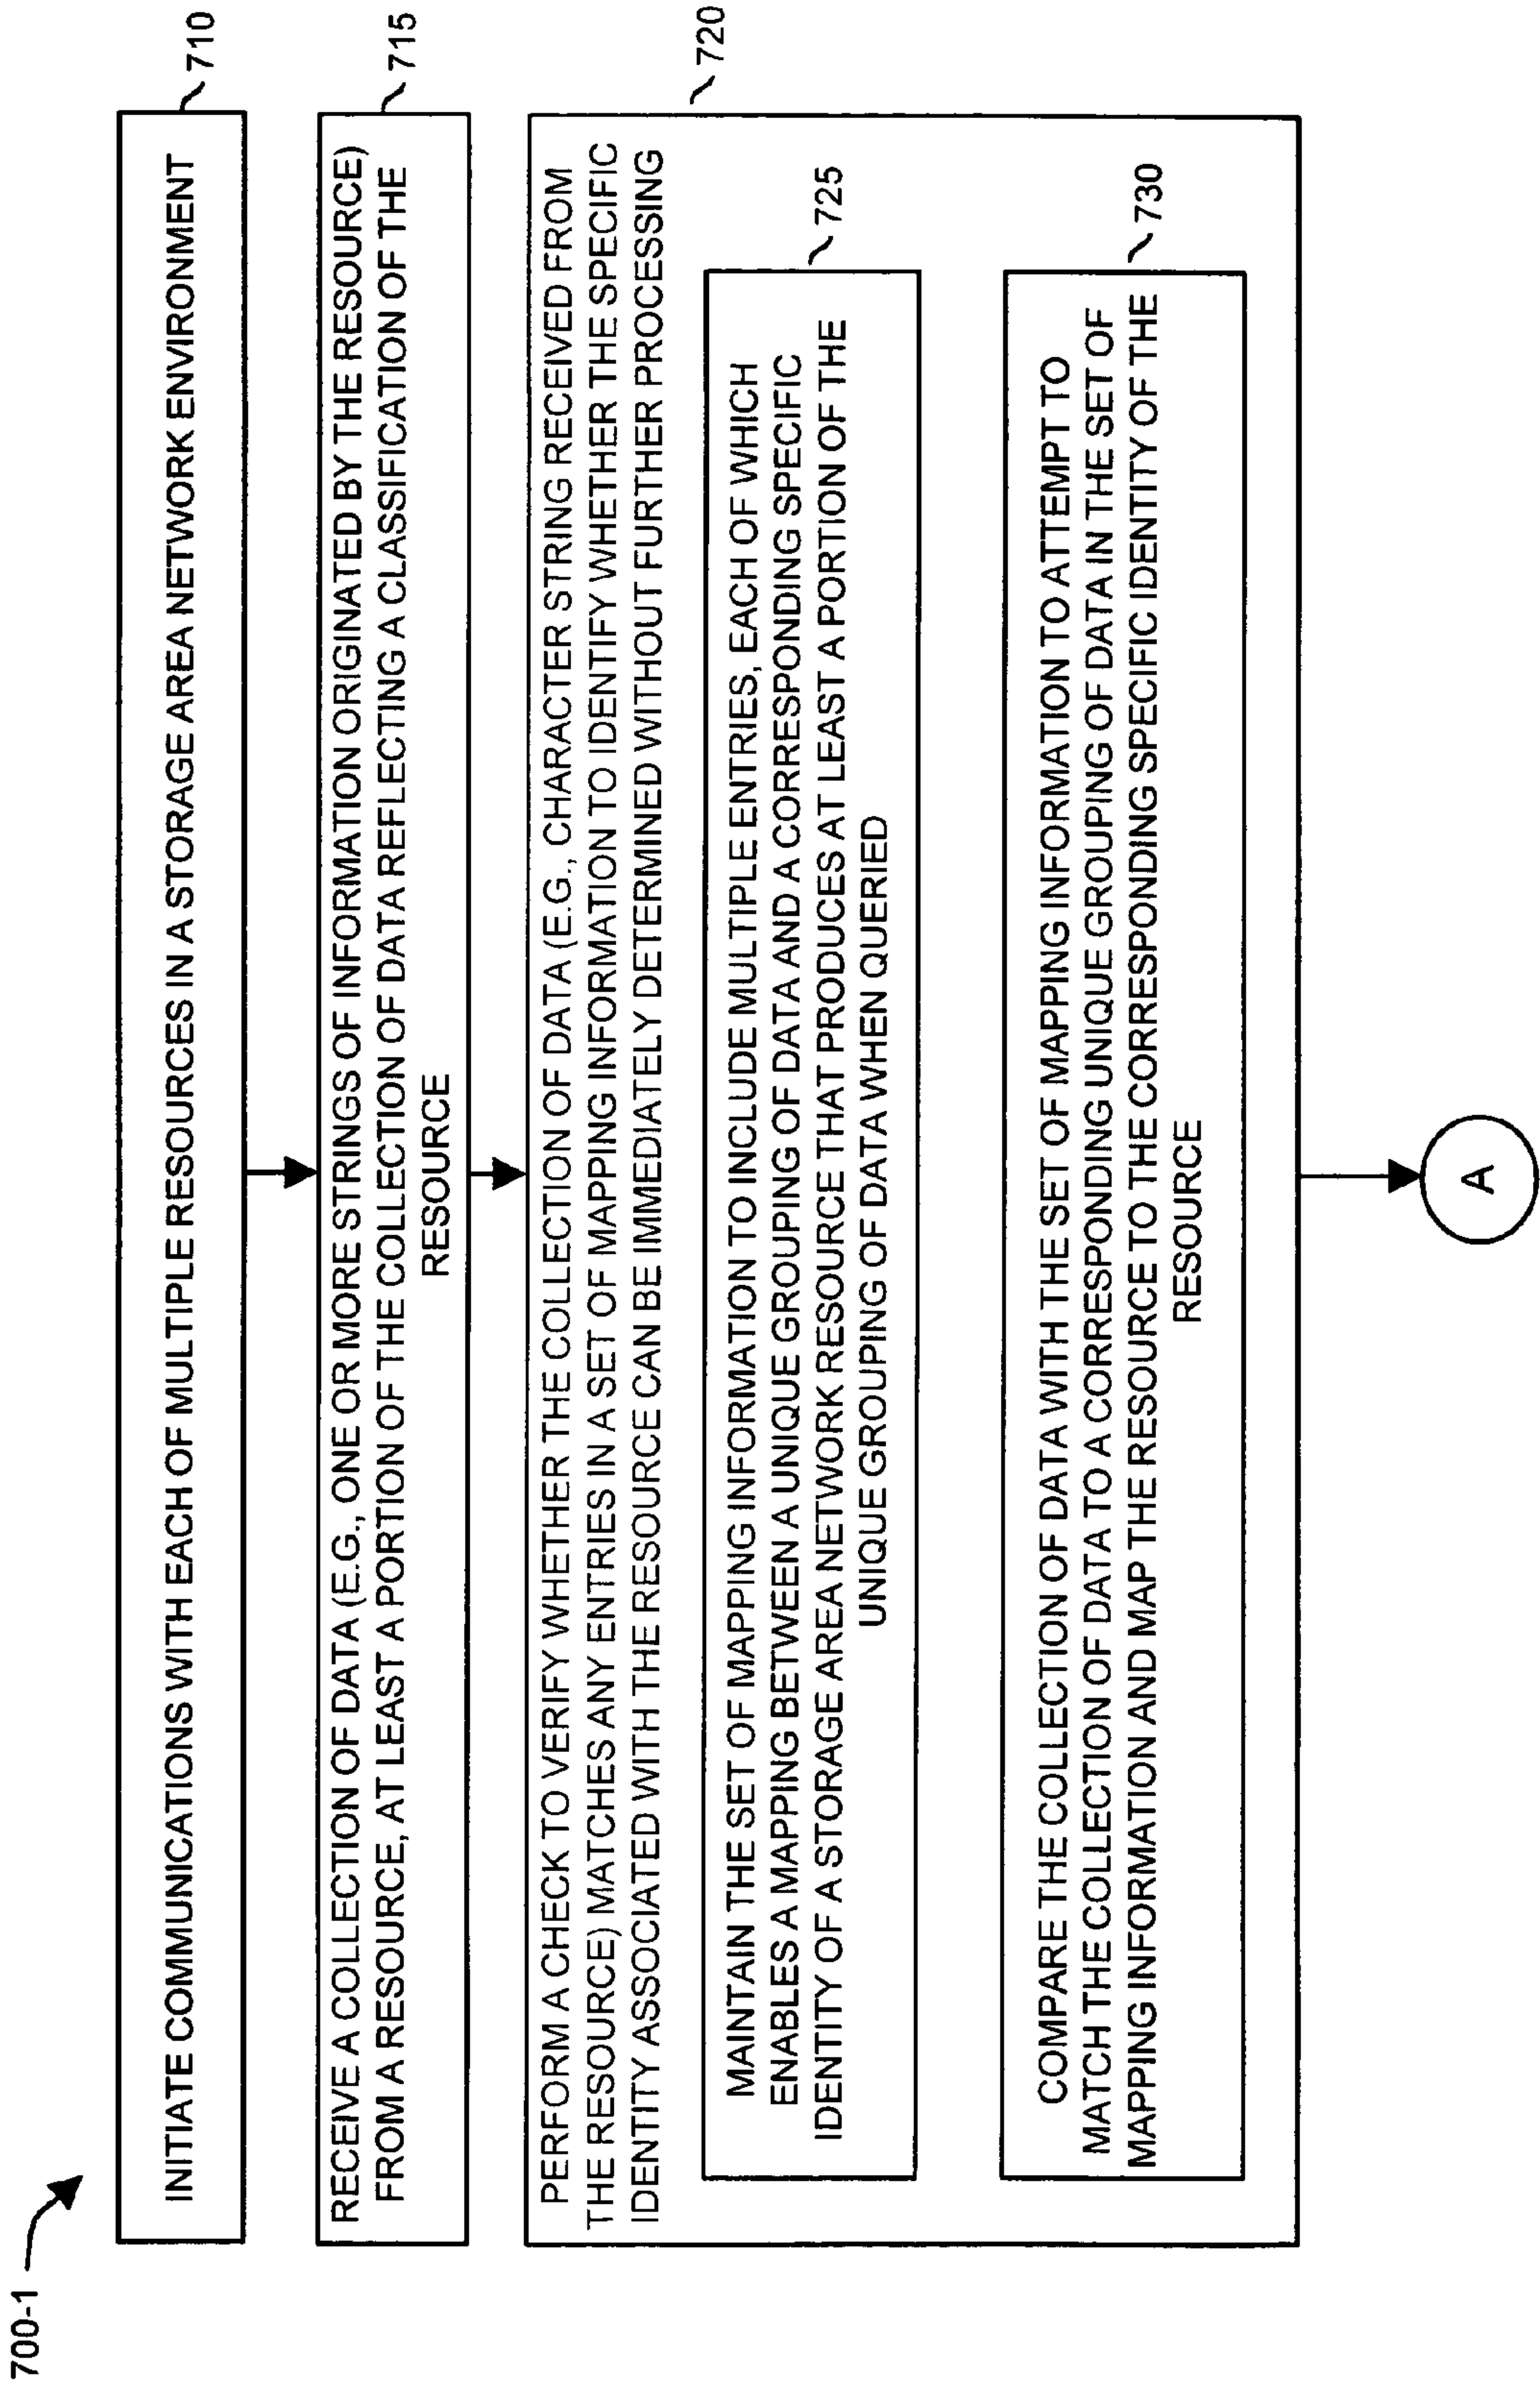 700-1
INITIATE COMMUNICATIONS WITH EACH OF MULTIPLE RESOURCES IN A STORAGE AREA NETWORK ENVIRONMENT
710
RECEIVE A COLLECTION OF DATA (E.G., ONE OR MORE STRINGS OF INFORMATION ORIGINATED BY THE RESOURCE)
FROM A RESOURCE, AT LEAST A PORTION OF THE COLLECTION OF DATA REFLECTING A CLASSIFICATION OF THE
RESOURCE
715
PERFORM A CHECK TO VERIFY WHETHER THE COLLECTION OF DATA (E.G., CHARACTER STRING RECEIVED FROM
THE RESOURCE) MATCHES ANY ENTRIES IN A SET OF MAPPING INFORMATION TO IDENTIFY WHETHER THE SPECIFIC
IDENTITY ASSOCIATED WITH THE RESOURCE CAN BE IMMEDIATELY DETERMINED WITHOUT FURTHER PROCESSING
720
MAINTAIN THE SET OF MAPPING INFORMATION TO INCLUDE MULTIPLE ENTRIES, EACH OF WHICH
ENABLES A MAPPING BETWEEN A UNIQUE GROUPING OF DATA AND A CORRESPONDING SPECIFIC
IDENTITY OF A STORAGE AREA NETWORK RESOURCE THAT PRODUCES AT LEAST A PORTION OF THE
UNIQUE GROUPING OF DATA WHEN QUERIED
725
COMPARE THE COLLECTION OF DATA WITH THE SET OF MAPPING INFORMATION TO ATTEMPT TO
MATCH THE COLLECTION OF DATA TO A CORRESPONDING UNIQUE GROUPING OF DATA IN THE SET OF
MAPPING INFORMATION AND MAP THE RESOURCE TO THE CORRESPONDING SPECIFIC IDENTITY OF THE
RESOURCE
730
A